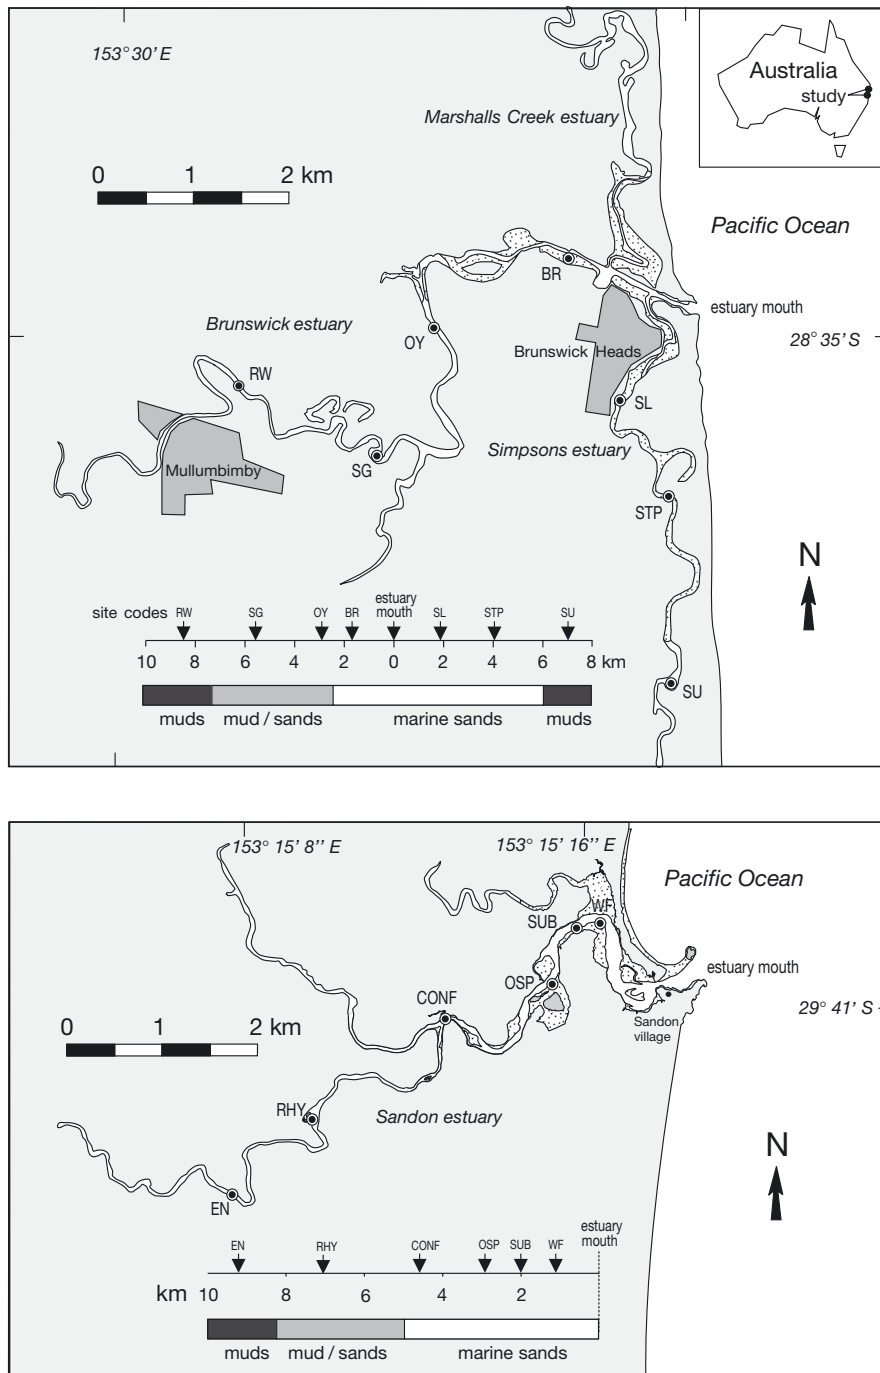 153° 30' E
Australia
study
Marshalls Creek estuary
0 1 2 km
Pacific Ocean
BR
estuary mouth
Brunswick estuary
OY
28° 35' S
Brunswick Heads
RW
SL
Simpsons estuary
Mullumbimby
SG
STP
N
SU
site codes RW SG OY BR estuary mouth SL STP SU
10 8 6 4 2 0 2 4 6 8 km
muds mud / sands marine sands muds
153° 15' 8'' E
153° 15' 16'' E
Pacific Ocean
SUB
WF
estuary mouth
OSP
CONF
29° 41' S
0 1 2 km
Sandon
village
RHY
Sandon estuary
N
EN
estuary
mouth
EN RHY CONF OSP SUB WF
km 10 8 6 4 2
muds mud / sands marine sands